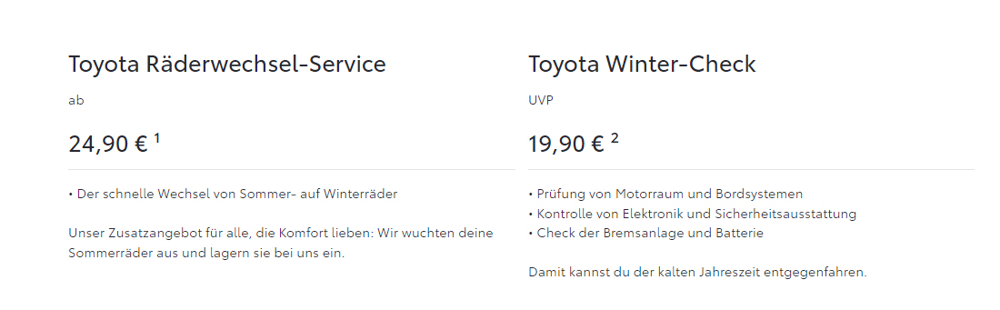 Toyota Räderwechsel-Service
ab
24,90 € ¹
• Der schnelle Wechsel von Sommer- auf Winterräder
Unser Zusatzangebot für alle, die Komfort lieben: Wir wuchten deine
Sommerräder aus und lagern sie bei uns ein.
Toyota Winter-Check
UVP
19,90 € ²
• Prüfung von Motorraum und Bordsystemen
• Kontrolle von Elektronik und Sicherheitsausstattung
• Check der Bremsanlage und Batterie
Damit kannst du der kalten Jahreszeit entgegenfahren.